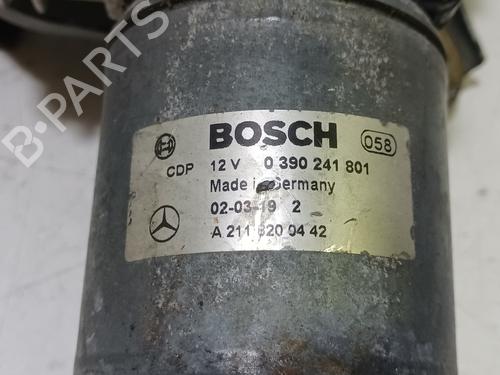 B-PARTS
BOSCH 058
CDP 12 V 0 390 241 801
Made in Germany
02-03-19 2
A 211 820 04 42